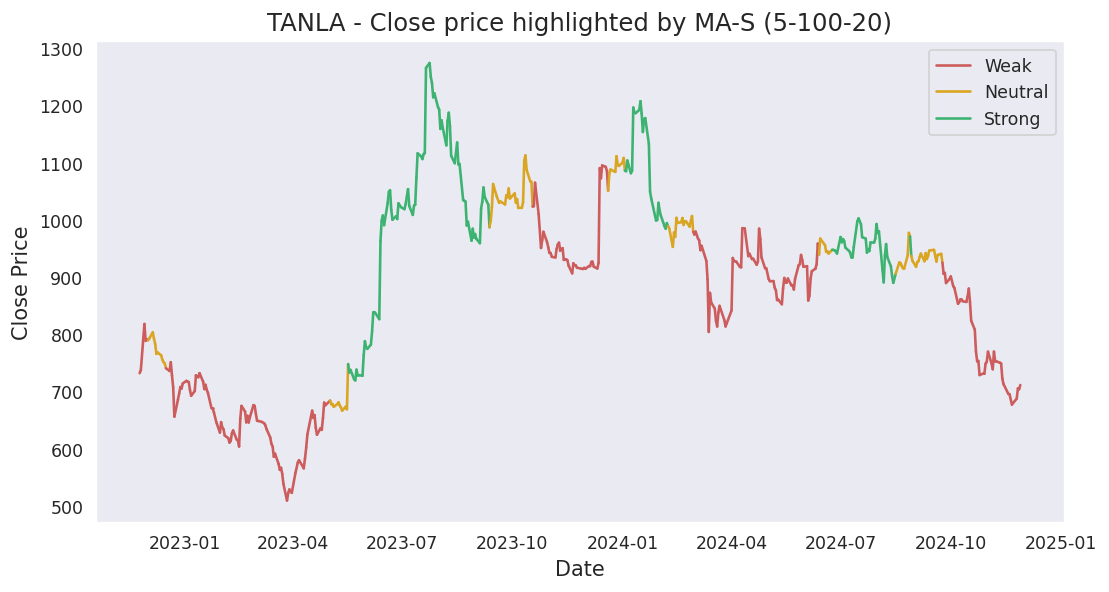 TANLA - Close price highlighted by MA-S (5-100-20)
Close Price
1300
1200
1100
1000
900
800
700
600
500
Weak
Neutral
Strong
2023-01 2023-04 2023-07 2023-10 2024-01 2024-04 2024-07 2024-10 2025-01
Date